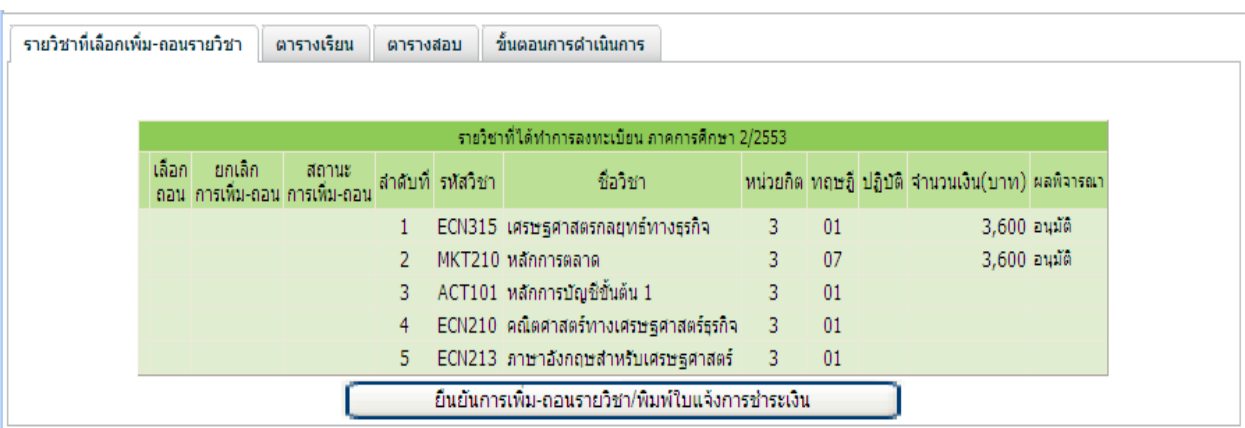 รายวิชาที่เลือกเพิ่ม-ถอนรายวิชา ตารางเรียน ตารางสอบ ขั้นตอนการดำเนินการ
รายวิชาที่ได้ทำการลงทะเบียน ภาคการศึกษา 2/2553
เลือกถอน ยกเลิกการเพิ่ม-ถอน สถานะการเพิ่ม-ถอน ลำดับที่ รหัสวิชา ชื่อวิชา หน่วยกิต ทฤษฎี ปฏิบัติ จำนวนเงิน(บาท) ผลพิจารณา
1 ECN315 เศรษฐศาสตรกลยุทธ์ทางธุรกิจ 3 01 3,600 อนุมัติ
2 MKT210 หลักการตลาด 3 07 3,600 อนุมัติ
3 ACT101 หลักการบัญชีขั้นต้น 1 3 01
4 ECN210 คณิตศาสตร์ทางเศรษฐศาสตร์ธุรกิจ 3 01
5 ECN213 ภาษาอังกฤษสำหรับเศรษฐศาสตร์ 3 01
ยืนยันการเพิ่ม-ถอนรายวิชา/พิมพ์ใบแจ้งการชำระเงิน